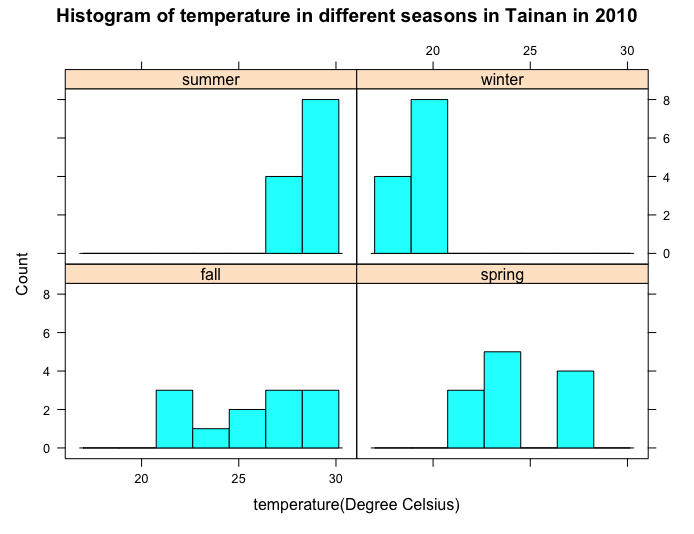 Histogram of temperature in different seasons in Tainan in 2010
20 25 30
summer winter
8
6
4
2
0
fall spring
Count
8
6
4
2
0
20 25 30
temperature(Degree Celsius)